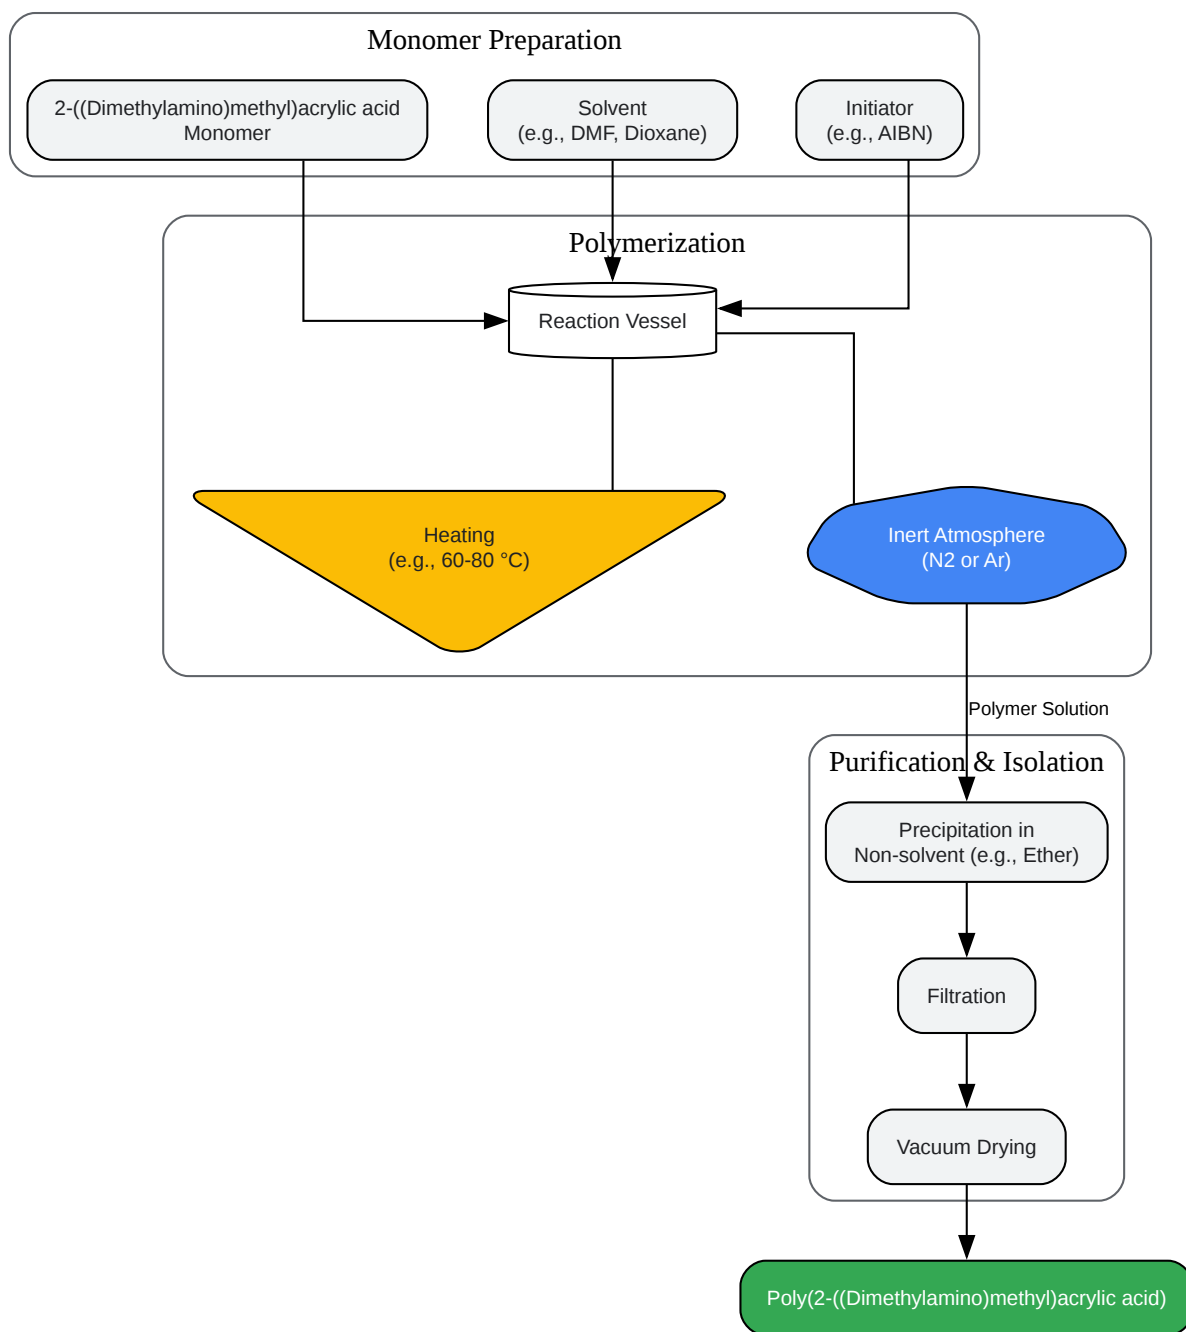 Monomer Preparation
2-((Dimethylamino)methyl)acrylic acid
Monomer
Solvent
(e.g., DMF, Dioxane)
Initiator
(e.g., AIBN)
Polymerization
Reaction Vessel
Heating
(e.g., 60-80 °C)
Inert Atmosphere
(N2 or Ar)
Polymer Solution
Purification & Isolation
Precipitation in
Non-solvent (e.g., Ether)
Filtration
Vacuum Drying
Poly(2-((Dimethylamino)methyl)acrylic acid)